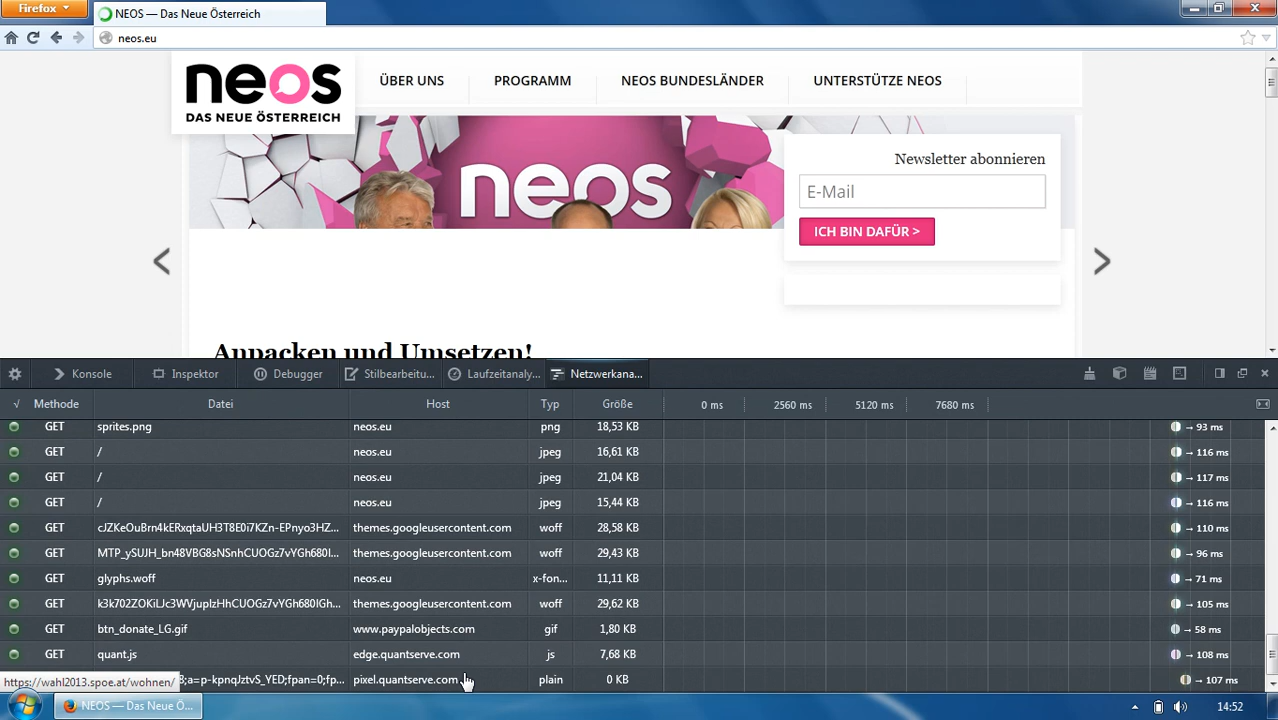 Firefox
NEOS — Das Neue Österreich
neos.eu
neos
DAS NEUE ÖSTERREICH
ÜBER UNS
PROGRAMM
NEOS BUNDESLÄNDER
UNTERSTÜTZE NEOS
neos
Newsletter abonnieren
E-Mail
ICH BIN DAFÜR >
Anpacken und Umsetzen!
Konsole
Inspektor
Debugger
Stilbearbeitu...
Laufzeitanaly...
Netzwerkana...
√ Methode Datei Host Typ Größe 0 ms 2560 ms 5120 ms 7680 ms
GET sprites.png neos.eu png 18,53 KB → 93 ms
GET / neos.eu jpeg 16,61 KB → 116 ms
GET / neos.eu jpeg 21,04 KB → 117 ms
GET / neos.eu jpeg 15,44 KB → 116 ms
GET themes.googleusercontent.com woff 28,58 KB → 110 ms
GET themes.googleusercontent.com woff 29,43 KB → 96 ms
GET glyphs.woff neos.eu x-fon... 11,11 KB → 71 ms
GET themes.googleusercontent.com woff 29,62 KB → 105 ms
GET btn_donate_LG.gif www.paypalobjects.com gif 1,80 KB → 58 ms
GET quant.js edge.quantserve.com js 7,68 KB → 108 ms
https://wahl2013.spoe.at/wohnen/ 3;a=p-kpnqJztvS_YED;fpan=0;fp... pixel.quantserve.com plain 0 KB → 107 ms
NEOS — Das Neue Ö...
14:52